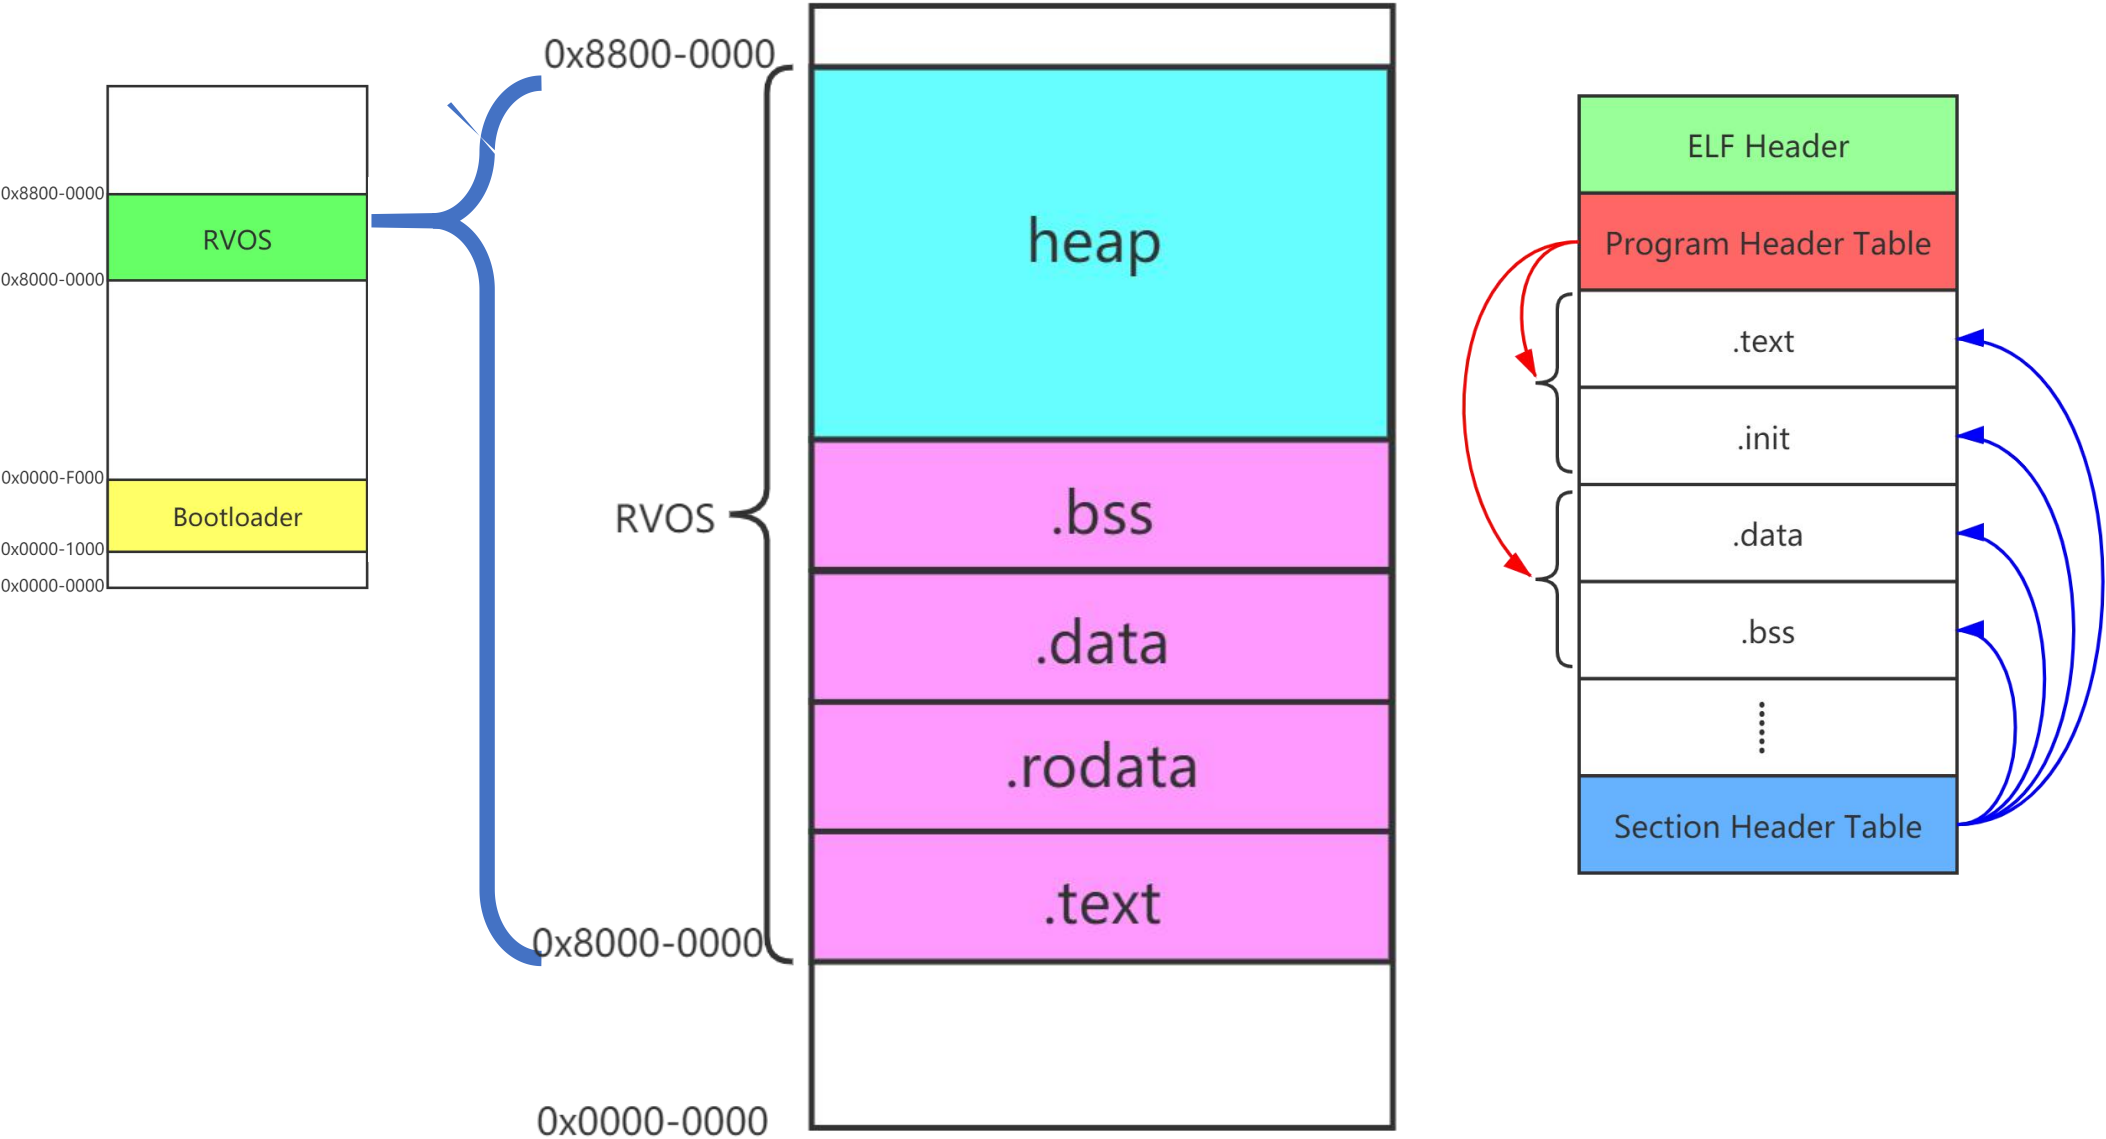 0x8800-0000
RVOS
0x8000-0000
0x0000-F000
Bootloader
0x0000-1000
0x0000-0000
0x8800-0000
heap
RVOS
.bss
.data
.rodata
.text
0x8000-0000
0x0000-0000
ELF Header
Program Header Table
.text
.init
.data
.bss
Section Header Table